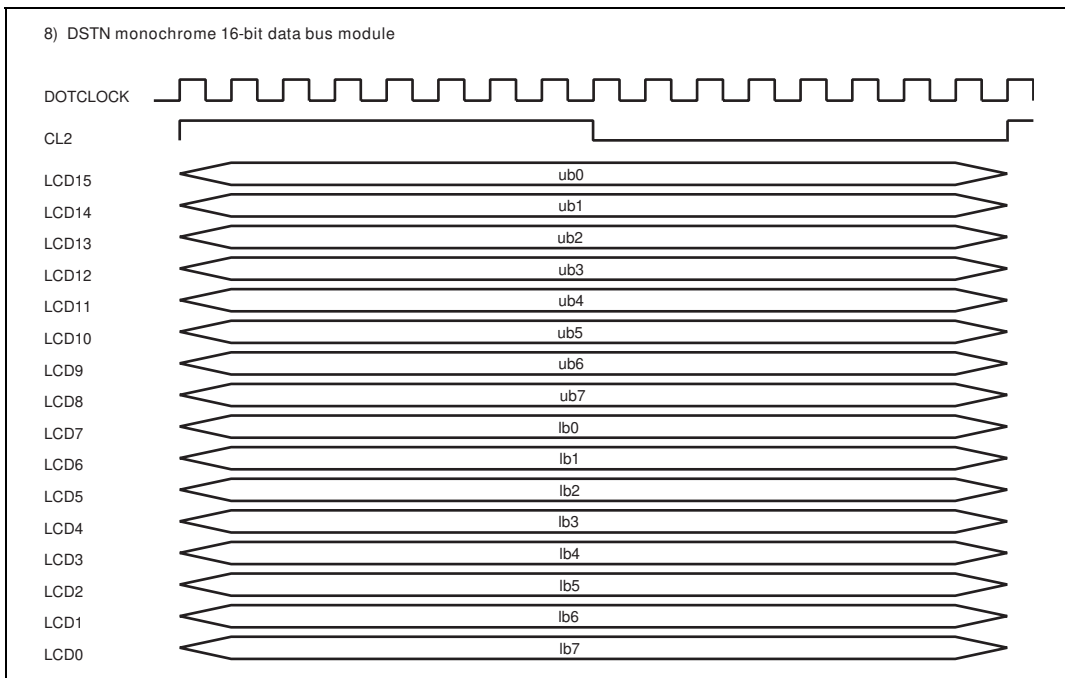 8) DSTN monochrome 16-bit data bus module
DOTCLOCK
CL2
LCD15 ub0
LCD14 ub1
LCD13 ub2
LCD12 ub3
LCD11 ub4
LCD10 ub5
LCD9 ub6
LCD8 ub7
LCD7 lb0
LCD6 lb1
LCD5 lb2
LCD4 lb3
LCD3 lb4
LCD2 lb5
LCD1 lb6
LCD0 lb7